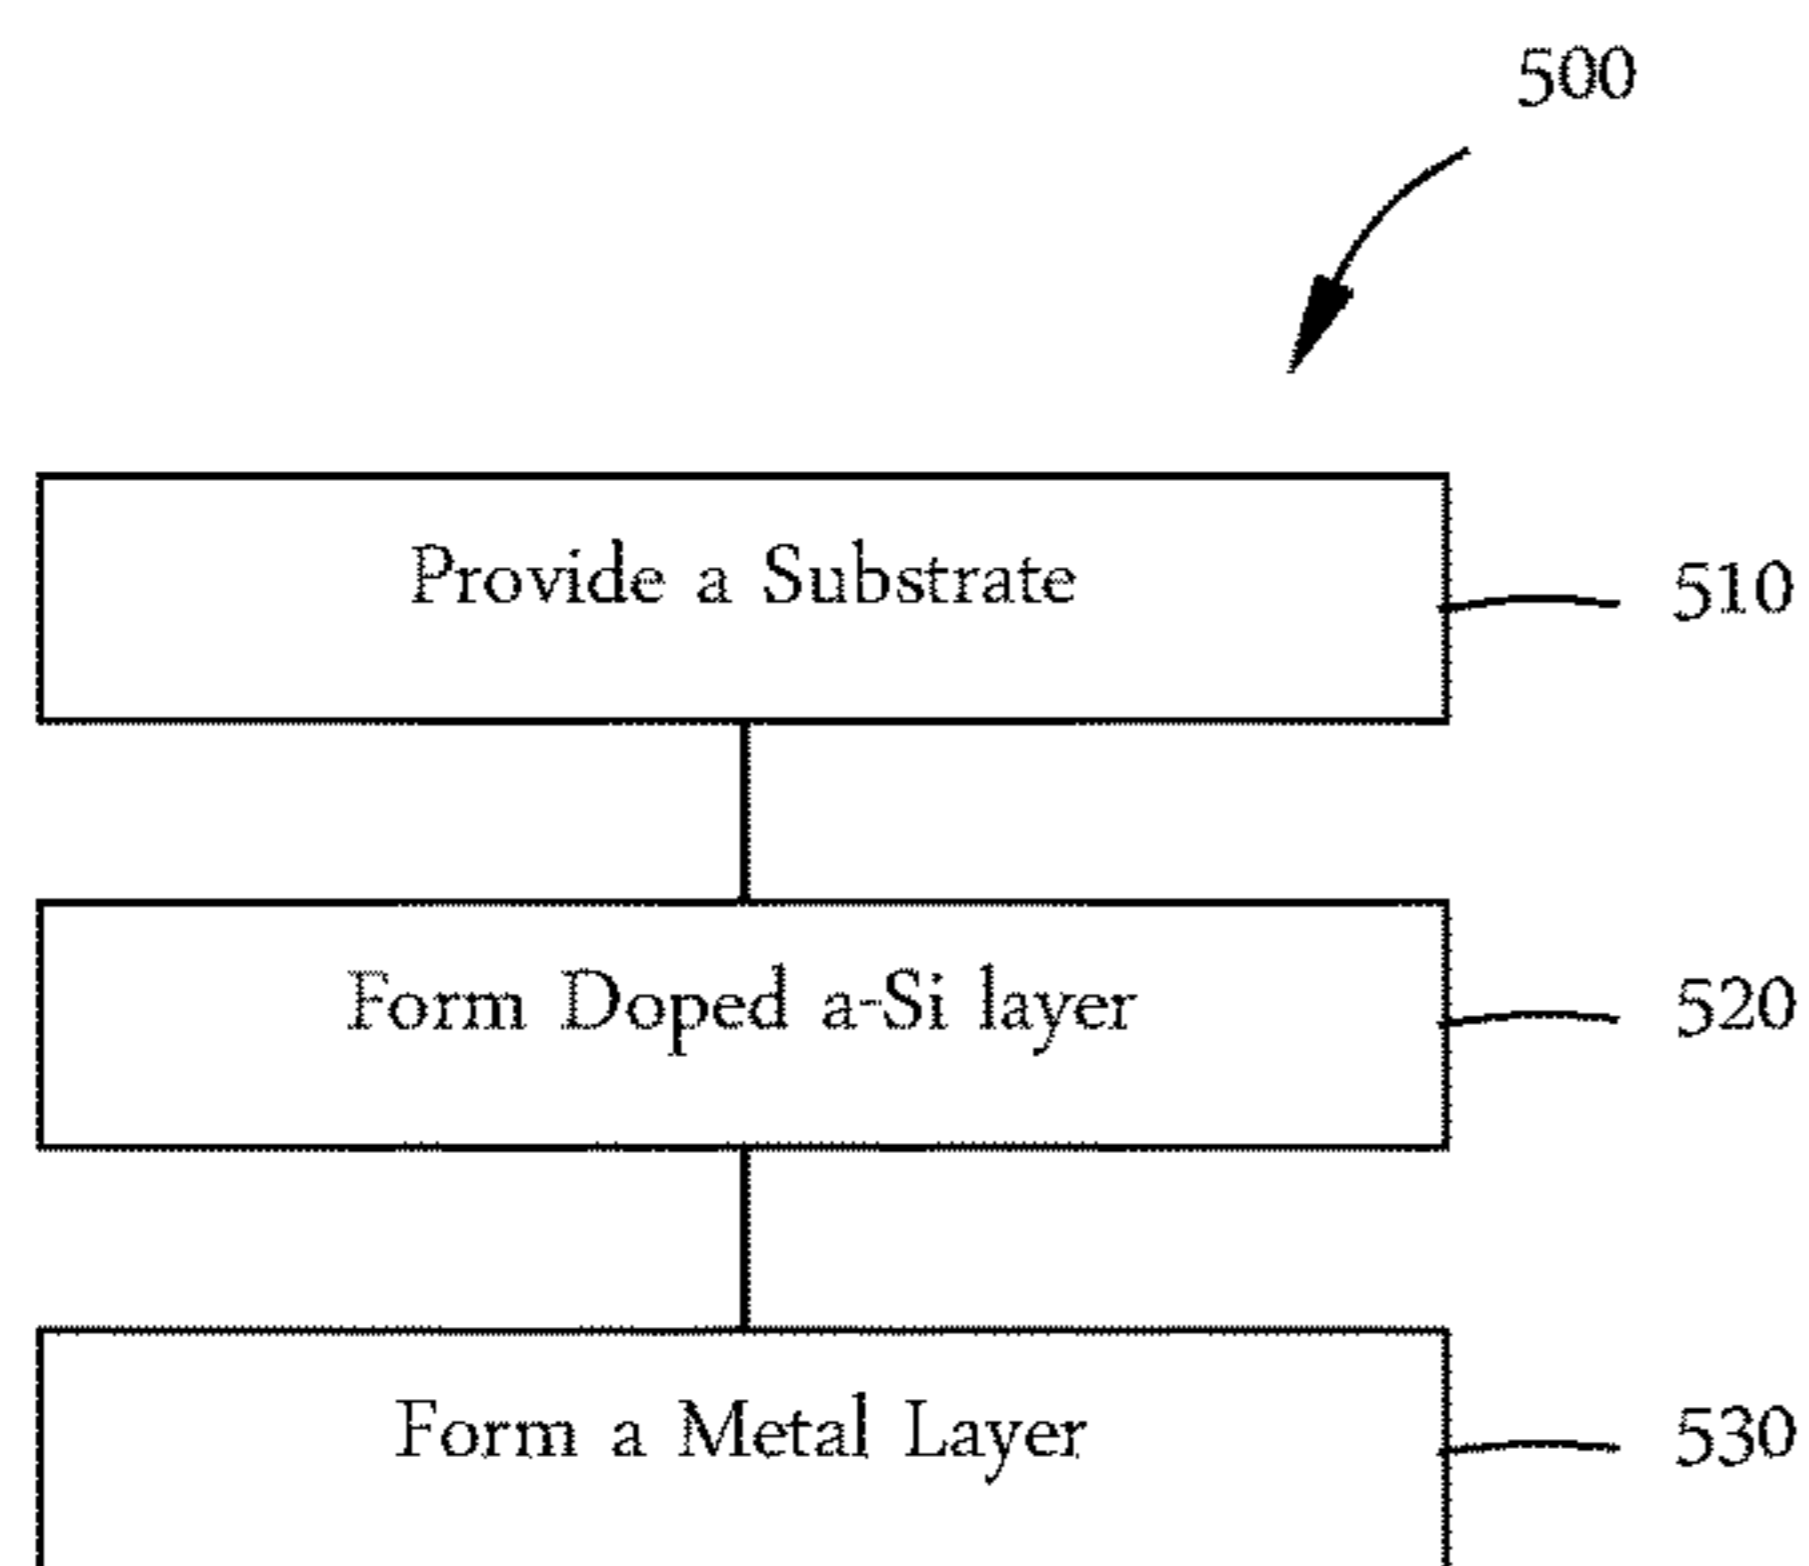 500
Provide a Substrate
510
Form Doped a-Si layer
520
Form a Metal Layer
530